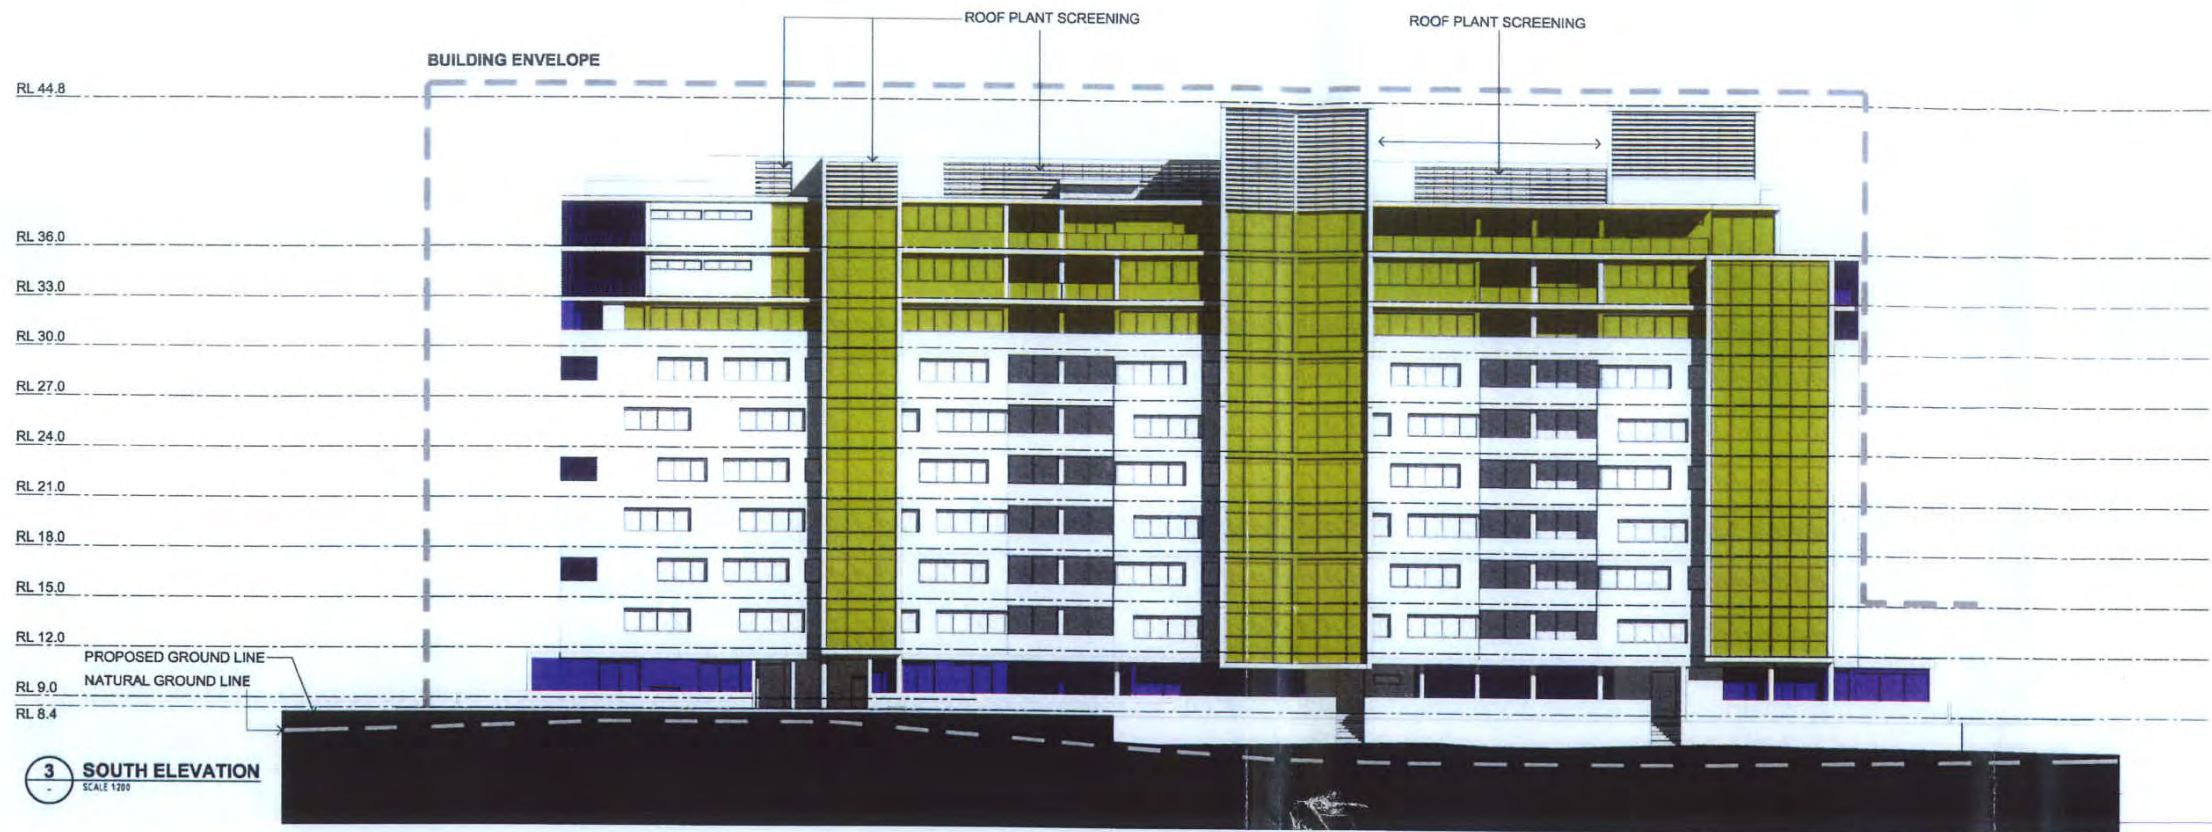 ROOF PLANT SCREENING
ROOF PLANT SCREENING
BUILDING ENVELOPE
RL 44.8
RL 36.0
RL 33.0
RL 30.0
RL 27.0
RL 24.0
RL 21.0
RL 18.0
RL 15.0
RL 12.0
PROPOSED GROUND LINE
NATURAL GROUND LINE
RL 9.0
RL 8.4
3
-
SOUTH ELEVATION
SCALE 1200